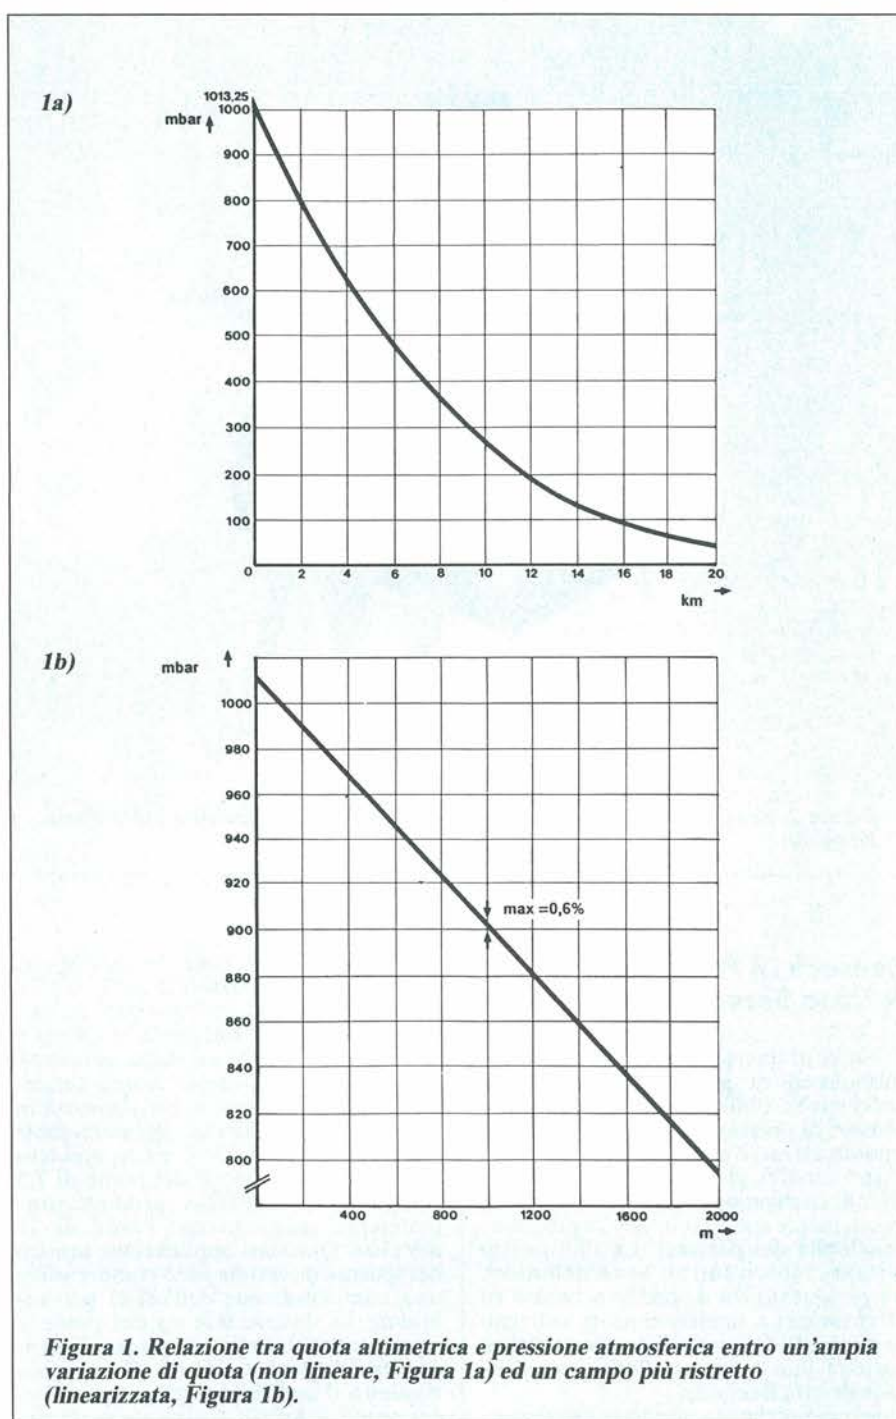 1a)
1013,25
1000
mbar
900
800
700
600
500
400
300
200
100
0
2 4 6 8 10 12 14 16 18 20
km
1b)
mbar
1000
980
960
940
920
max =0,6%
900
880
860
840
820
800
400 800 1200 1600 2000
m
Figura 1. Relazione tra quota altimetrica e pressione atmosferica entro un'ampia
variazione di quota (non lineare, Figura 1a) ed un campo più ristretto
(linearizzata, Figura 1b).